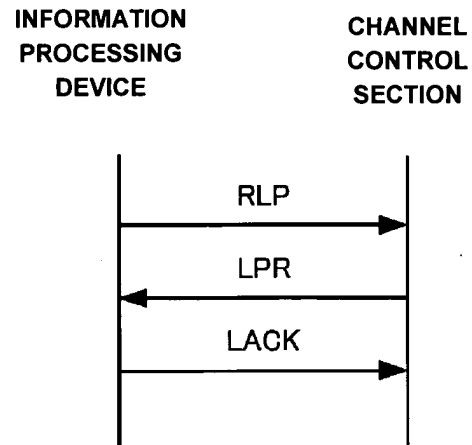 INFORMATION
PROCESSING
DEVICE
CHANNEL
CONTROL
SECTION
RLP
LPR
LACK